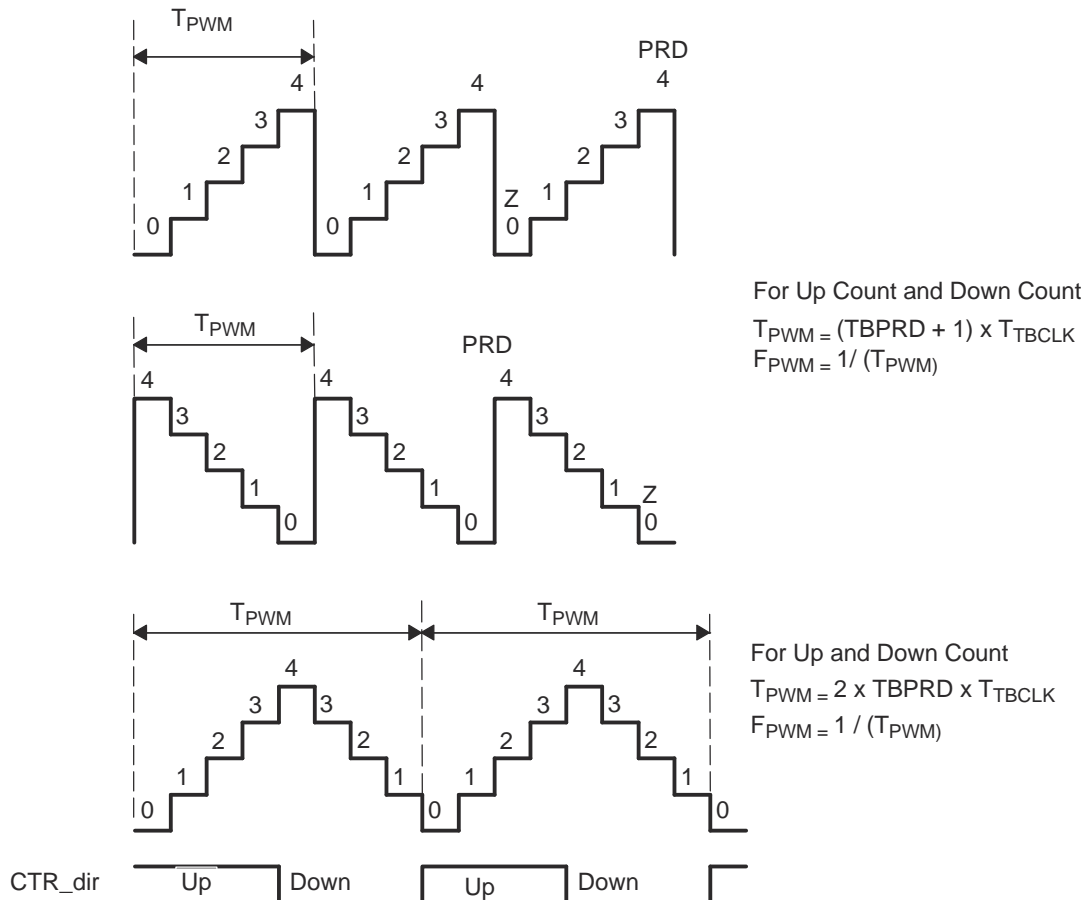 TPWM
PRD
4 4 4
3 3 3
2 2 2
1 1 Z 1
0 0 0
For Up Count and Down Count
TPWM = (TBPRD + 1) x TTBCLK
FPWM = 1/ (TPWM)
TPWM PRD
4 4 4
3 3 3
2 2 2
1 1 1 Z
0 0 0
TPWM TPWM
For Up and Down Count
TPWM = 2 x TBPRD x TTBCLK
FPWM = 1 / (TPWM)
4 4
3 3 3 3
2 2 2 2
1 1 1 1
0 0 0
CTR_dir Up Down Up Down